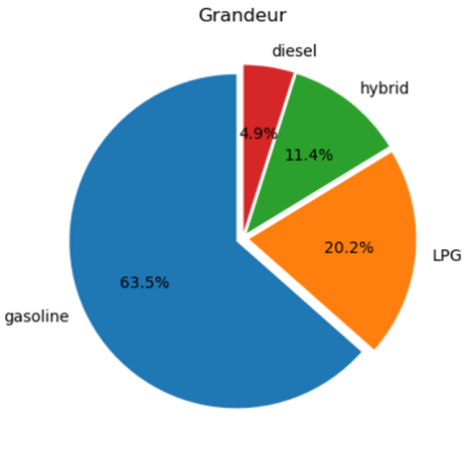 Grandeur
diesel
hybrid
4.9%
11.4%
20.2%
LPG
63.5%
gasoline